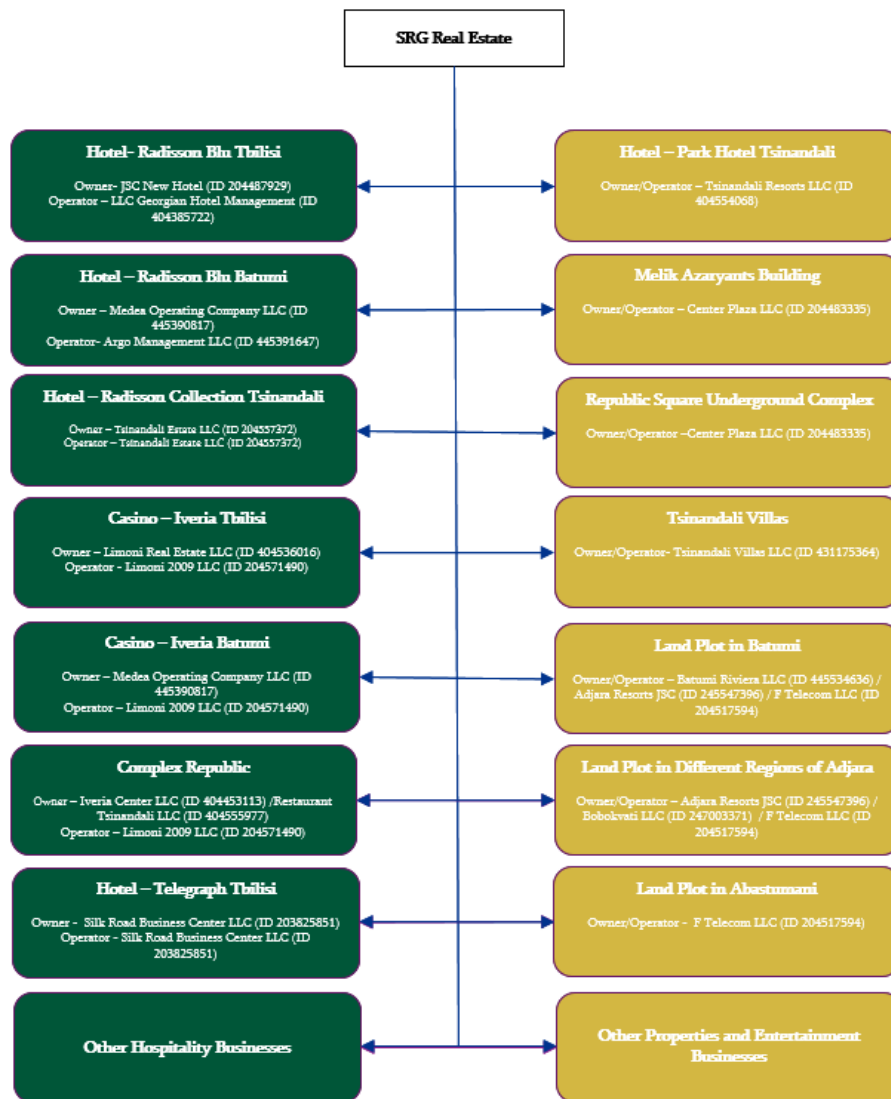 SRG Real Estate
Hotel- Radisson Blu Tbilisi
Owner- JSC New Hotel (ID 204487929)
Operator – LLC Georgian Hotel Management (ID
404385722)
Hotel – Park Hotel Tsinandali
Owner/Operator – Tsinandali Resorts LLC (ID
404554068)
Hotel – Radisson Blu Batumi
Owner – Medea Operating Company LLC (ID
445390817)
Operator- Argo Management LLC (ID 445391647)
Melik Azaryants Building
Owner/Operator – Center Plaza LLC (ID 204483335)
Hotel – Radisson Collection Tsinandali
Owner – Tsinandali Estate LLC (ID 204557372)
Operator – Tsinandali Estate LLC (ID 204557372)
Republic Square Underground Complex
Owner/Operator –Center Plaza LLC (ID 204483335)
Casino – Iveria Tbilisi
Owner – Limoni Real Estate LLC (ID 404536016)
Operator - Limoni 2009 LLC (ID 204571490)
Tsinandali Villas
Owner/Operator- Tsinandali Villas LLC (ID 431175364)
Casino – Iveria Batumi
Owner – Medea Operating Company LLC (ID
445390817)
Operator – Limoni 2009 LLC (ID 204571490)
Land Plot in Batumi
Owner/Operator – Batumi Riviera LLC (ID 445534636) /
Adjara Resorts JSC (ID 245547396) / F Telecom LLC (ID
204517594)
Complex Republic
Owner – Iveria Center LLC (ID 404453113) /Restaurant
Tsinandali LLC (ID 404555977)
Operator – Limoni 2009 LLC (ID 204571490)
Land Plot in Different Regions of Adjara
Owner/Operator – Adjara Resorts JSC (ID 245547396) /
Bobokvati LLC (ID 247003371) / F Telecom LLC (ID
204517594)
Hotel – Telegraph Tbilisi
Owner - Silk Road Business Center LLC (ID 203825851)
Operator - Silk Road Business Center LLC (ID
203825851)
Land Plot in Abastumani
Owner/Operator - F Telecom LLC (ID 204517594)
Other Hospitality Businesses
Other Properties and Entertainment
Businesses